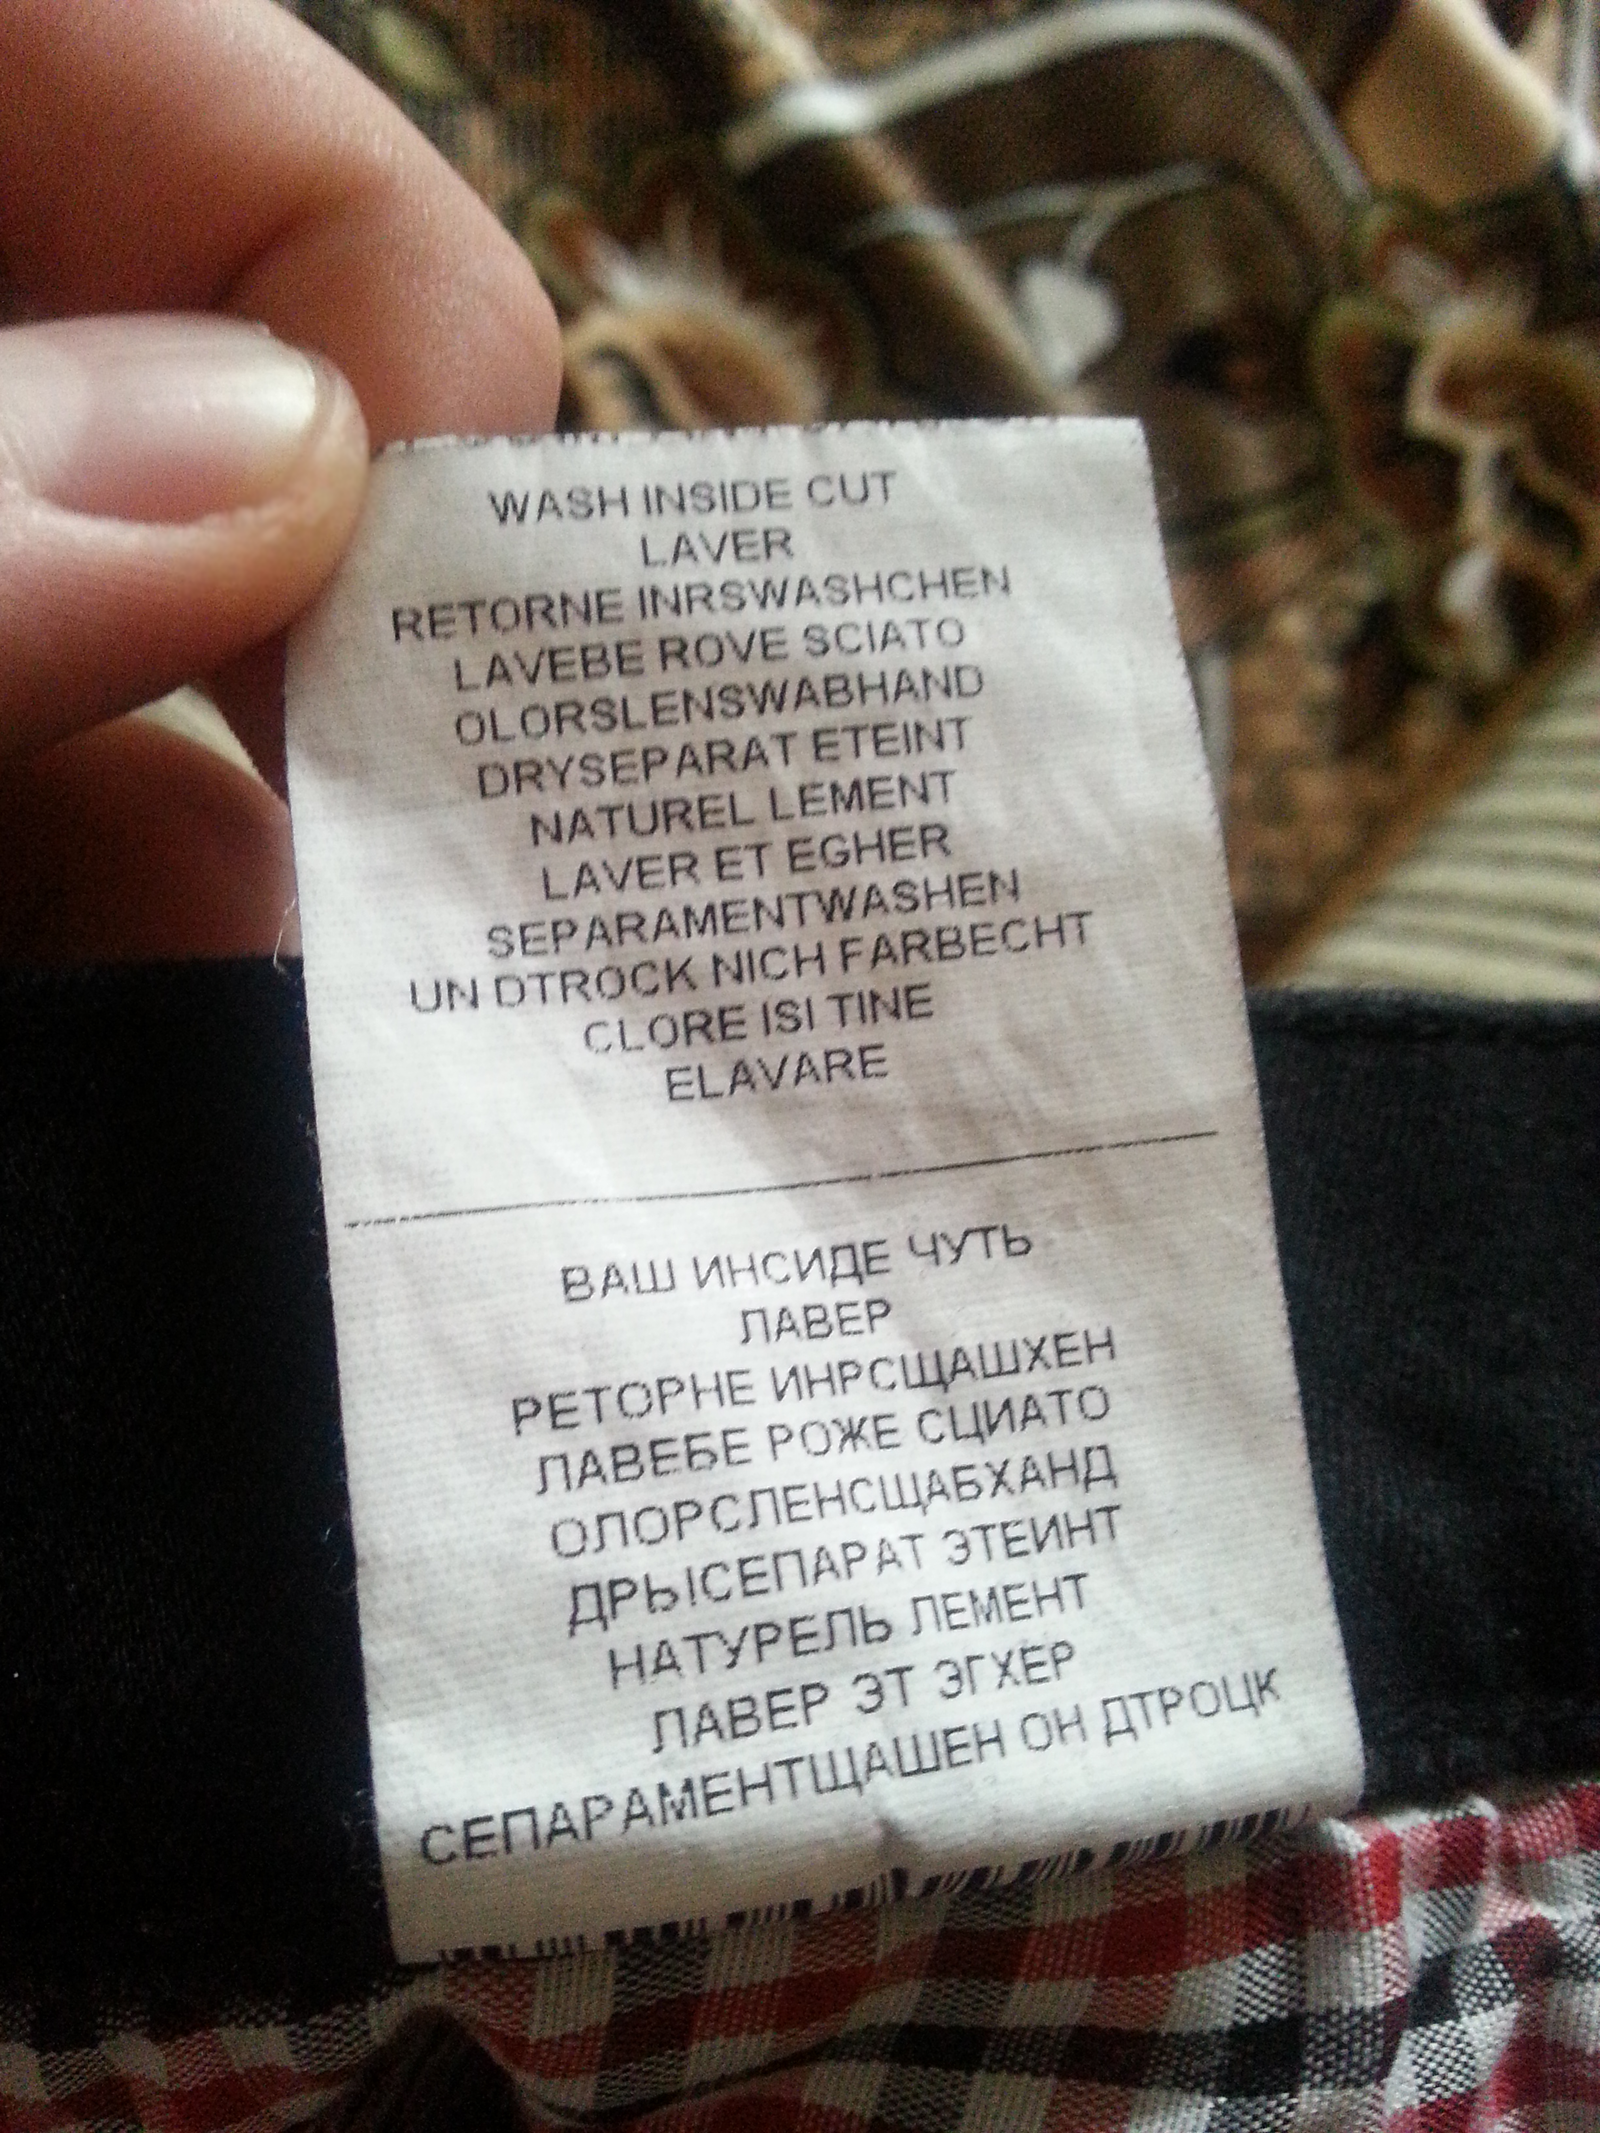 WASH INSIDE CUT
LAVER
RETORNE INRSWASHCHEN
LAVEBE ROVE SCIATO
OLORSLENSWABHAND
DRYSEPARAT ETEINT
NATUREL LEMENT
LAVER ET EGHER
SEPARAMENTWASHEN
UN DTROCK NICH FARBECHT
CLORE ISI TINE
ELAVARE
ВАШ ИНСИДЕ ЧУТЬ
ЛАВЕР
РЕТОРНЕ ИНРСЩАШХЕН
ЛАВЕБЕ РОЖЕ СЦИАТО
ОЛОРСЛЕНСЩАБХАНД
ДРЫСЕПАРАТ ЭТЕИНТ
НАТУРЕЛЬ ЛЕМЕНТ
ЛАВЕР ЭТ ЭГХЕР
СЕПАРАМЕНТЩАШЕН ОН ДТРОЦК